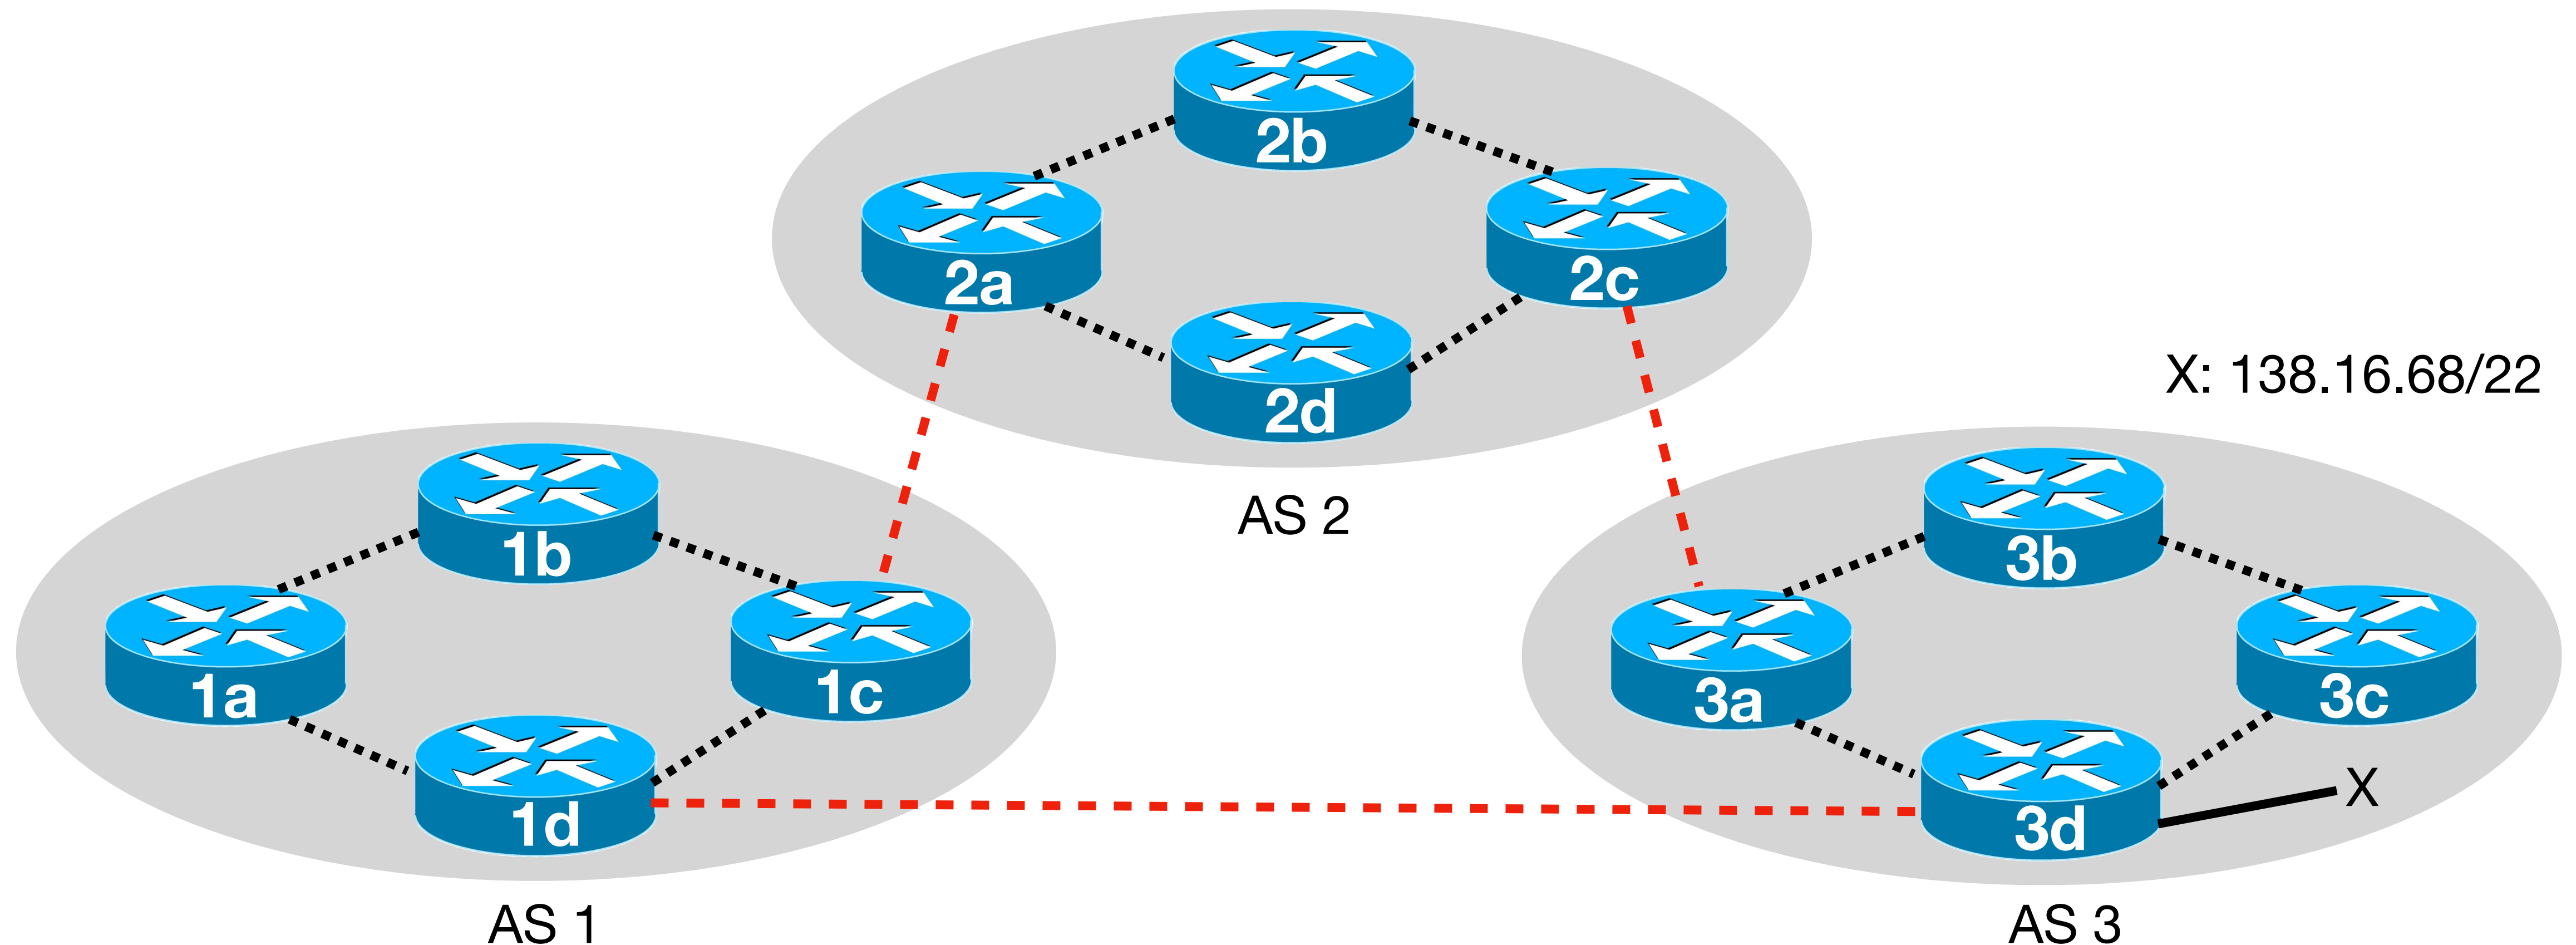 2b
2a
2c
2d
X: 138.16.68/22
AS 2
1b
3b
1a
1c
3a
3c
1d
3d
X
AS 1
AS 3